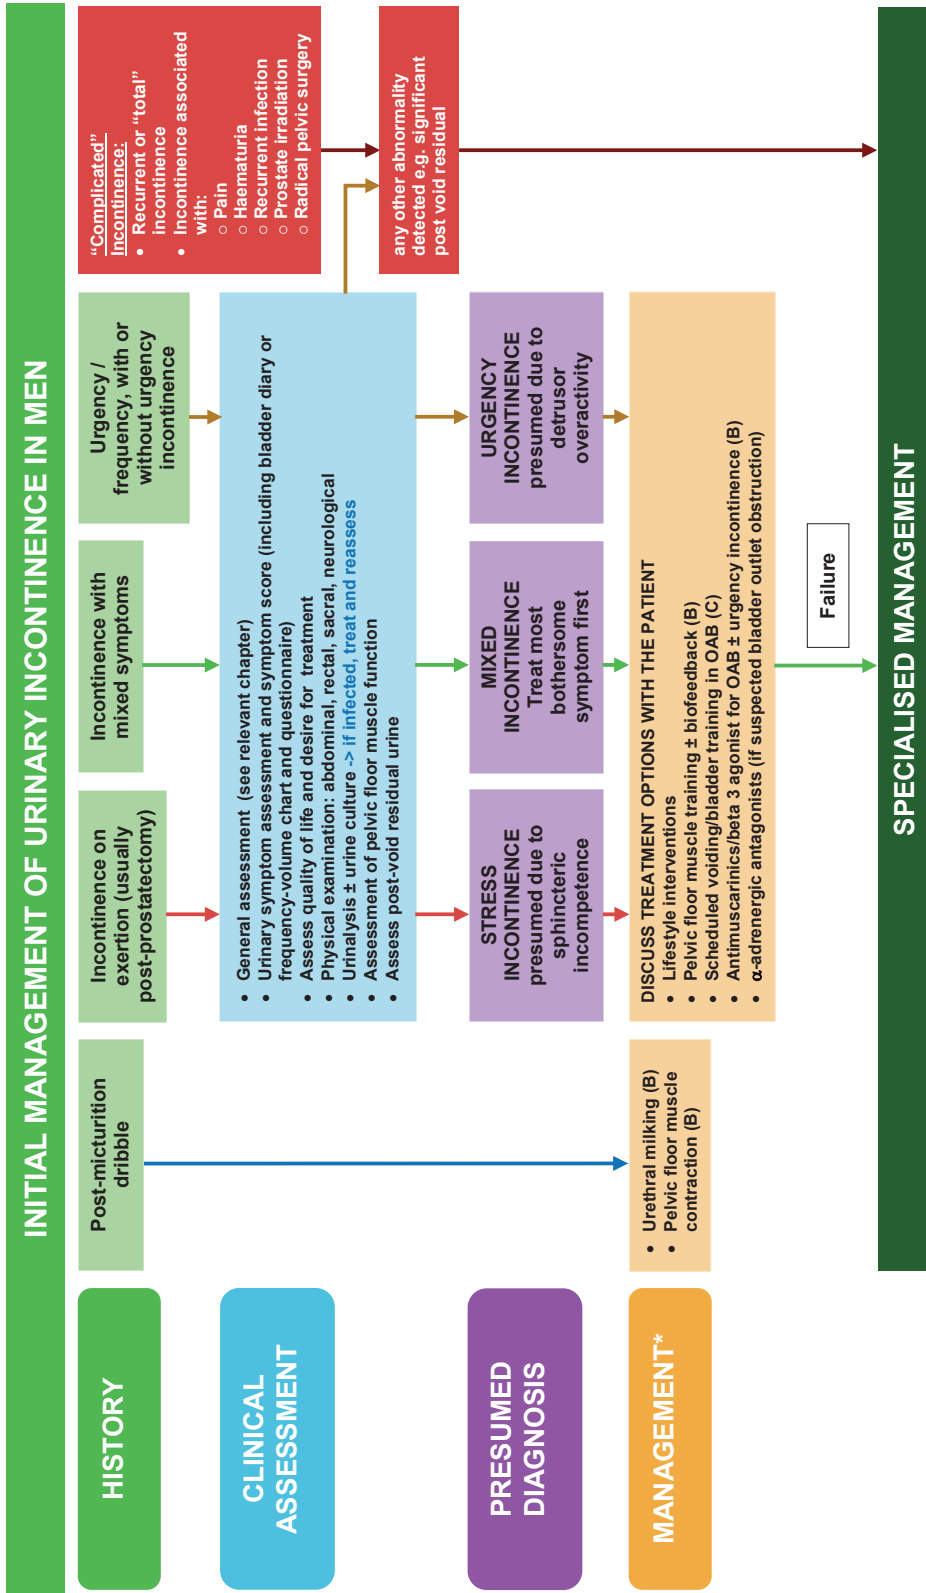 INITIAL MANAGEMENT OF URINARY INCONTINENCE IN MEN
HISTORY
Post-micturition
dribble
Incontinence on
exertion (usually
post-prostatectomy)
Incontinence with
mixed symptoms
Urgency /
frequency, with or
without urgency
incontinence
“Complicated”
Incontinence:
• Recurrent or “total”
incontinence
• Incontinence associated
with:
○ Pain
○ Haematuria
○ Recurrent infection
○ Prostate irradiation
○ Radical pelvic surgery
CLINICAL
ASSESSMENT
• General assessment (see relevant chapter)
• Urinary symptom assessment and symptom score (including bladder diary or
frequency-volume chart and questionnaire)
• Assess quality of life and desire for treatment
• Physical examination: abdominal, rectal, sacral, neurological
• Urinalysis ± urine culture -> if infected, treat and reassess
• Assessment of pelvic floor muscle function
• Assess post-void residual urine
any other abnormality
detected e.g. significant
post void residual
PRESUMED
DIAGNOSIS
STRESS
INCONTINENCE
presumed due to
sphincteric
incompetence
MIXED
INCONTINENCE
Treat most
bothersome
symptom first
URGENCY
INCONTINENCE
presumed due to
detrusor
overactivity
MANAGEMENT*
• Urethral milking (B)
• Pelvic floor muscle
contraction (B)
DISCUSS TREATMENT OPTIONS WITH THE PATIENT
• Lifestyle interventions
• Pelvic floor muscle training ± biofeedback (B)
• Scheduled voiding/bladder training in OAB (C)
• Antimuscarinics/beta 3 agonist for OAB ± urgency incontinence (B)
• α-adrenergic antagonists (if suspected bladder outlet obstruction)
Failure
SPECIALISED MANAGEMENT